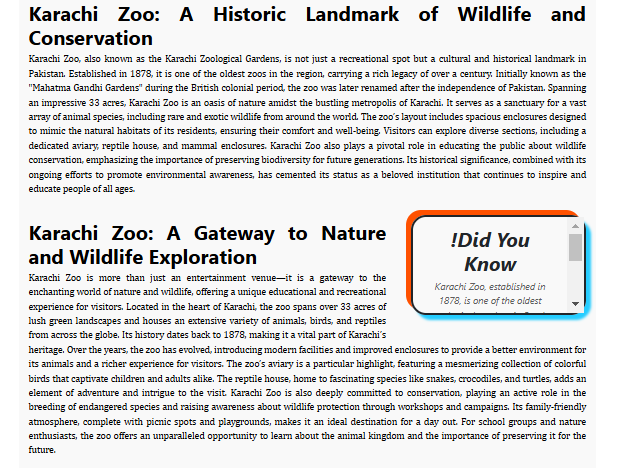 Karachi Zoo: A Historic Landmark of Wildlife and
Conservation
Karachi Zoo, also known as the Karachi Zoological Gardens, is not just a recreational spot but a cultural and historical landmark in
Pakistan. Established in 1878, it is one of the oldest zoos in the region, carrying a rich legacy of over a century. Initially known as the
"Mahatma Gandhi Gardens" during the British colonial period, the zoo was later renamed after the independence of Pakistan. Spanning
an impressive 33 acres, Karachi Zoo is an oasis of nature amidst the bustling metropolis of Karachi. It serves as a sanctuary for a vast
array of animal species, including rare and exotic wildlife from around the world. The zoo's layout includes spacious enclosures designed
to mimic the natural habitats of its residents, ensuring their comfort and well-being. Visitors can explore diverse sections, including a
dedicated aviary, reptile house, and mammal enclosures. Karachi Zoo also plays a pivotal role in educating the public about wildlife
conservation, emphasizing the importance of preserving biodiversity for future generations. Its historical significance, combined with its
ongoing efforts to promote environmental awareness, has cemented its status as a beloved institution that continues to inspire and
educate people of all ages.
Karachi Zoo: A Gateway to Nature
and Wildlife Exploration
Karachi Zoo is more than just an entertainment venue—it is a gateway to the
enchanting world of nature and wildlife, offering a unique educational and recreational
experience for visitors. Located in the heart of Karachi, the zoo spans over 33 acres of
lush green landscapes and houses an extensive variety of animals, birds, and reptiles
from across the globe. Its history dates back to 1878, making it a vital part of Karachi's
heritage. Over the years, the zoo has evolved, introducing modern facilities and improved enclosures to provide a better environment for
its animals and a richer experience for visitors. The zoo's aviary is a particular highlight, featuring a mesmerizing collection of colorful
birds that captivate children and adults alike. The reptile house, home to fascinating species like snakes, crocodiles, and turtles, adds an
element of adventure and intrigue to the visit. Karachi Zoo is also deeply committed to conservation, playing an active role in the
breeding of endangered species and raising awareness about wildlife protection through workshops and campaigns. Its family-friendly
atmosphere, complete with picnic spots and playgrounds, makes it an ideal destination for a day out. For school groups and nature
enthusiasts, the zoo offers an unparalleled opportunity to learn about the animal kingdom and the importance of preserving it for the
future.
!Did You
Know
Karachi Zoo, established in
1878, is one of the oldest